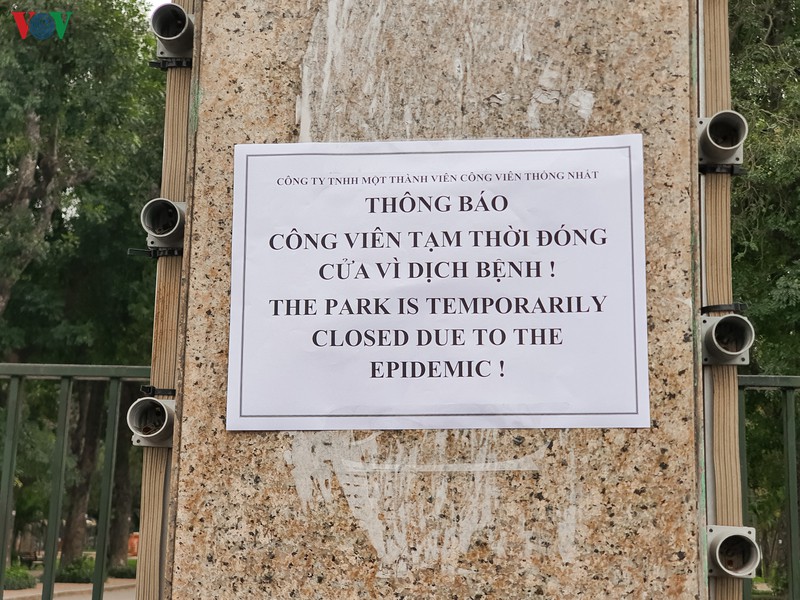 VOV
CÔNG TY TNHH MỘT THÀNH VIÊN CÔNG VIÊN THỐNG NHẤT
THÔNG BÁO
CÔNG VIÊN TẠM THỜI ĐÓNG
CỬA VÌ DỊCH BỆNH !
THE PARK IS TEMPORARILY
CLOSED DUE TO THE
EPIDEMIC !